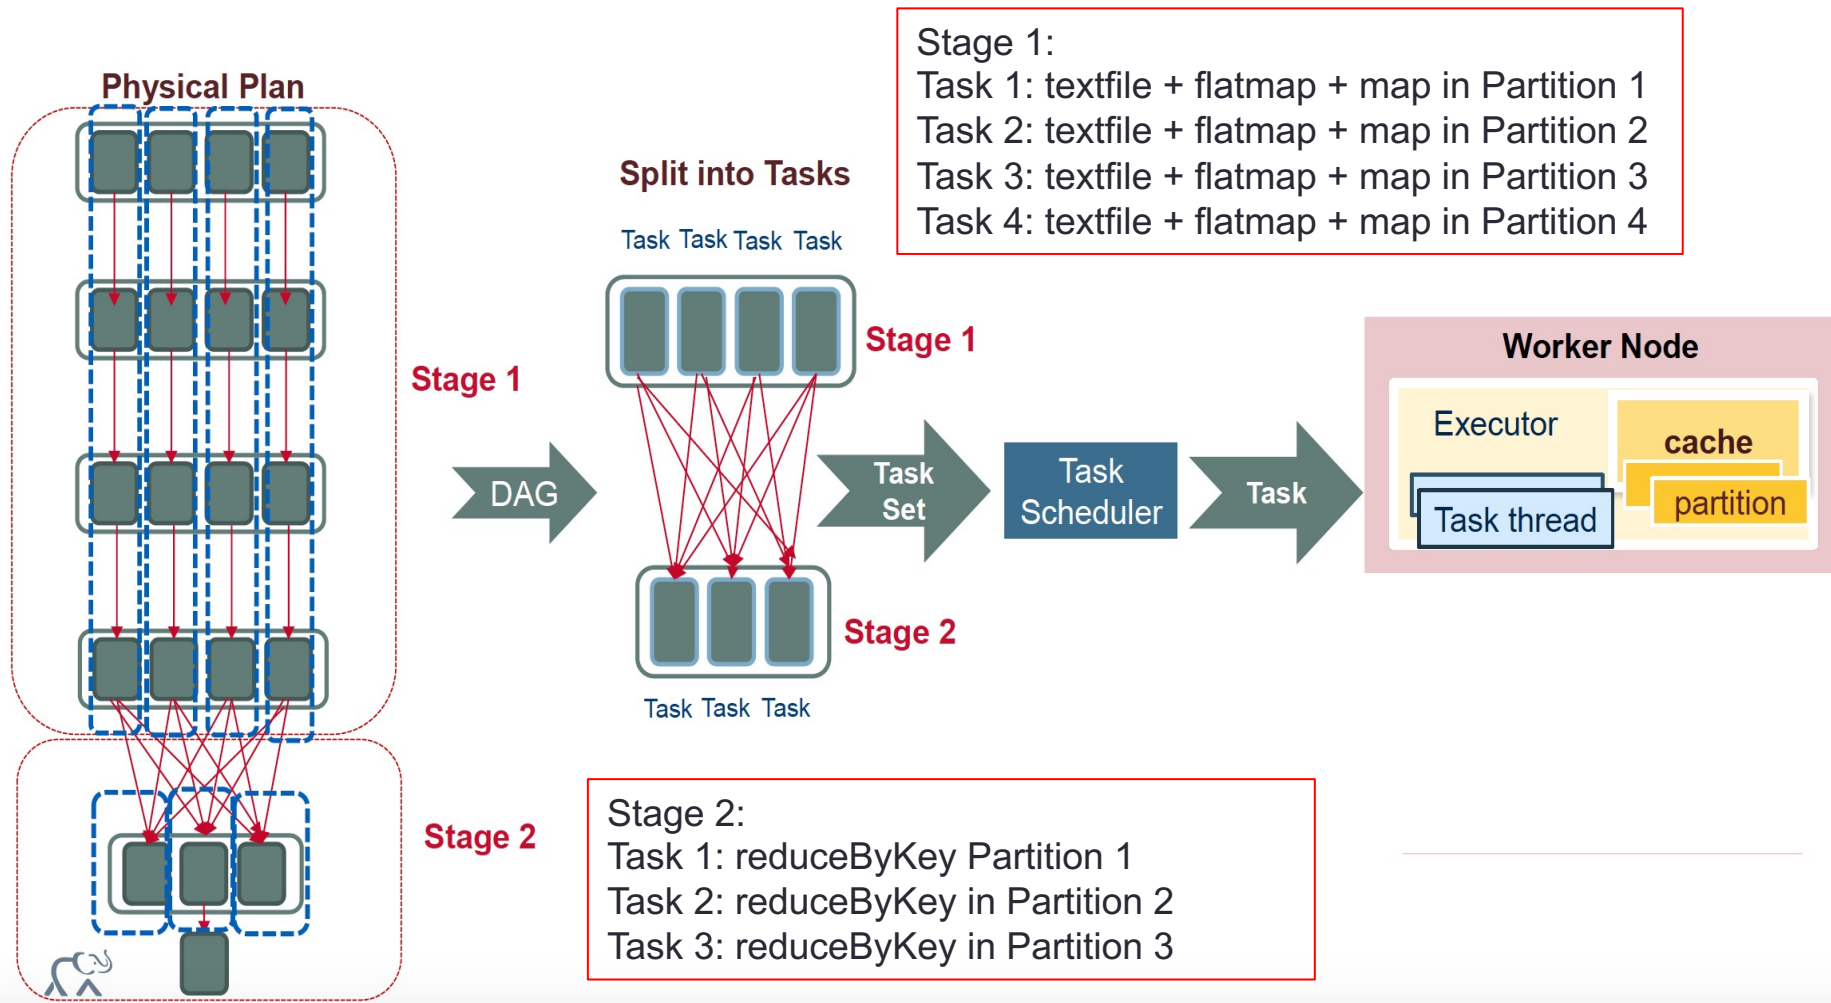 Physical Plan
Stage 1
Stage 2
DAG
Split into Tasks
Task Task Task Task
Stage 1
Stage 2
Task Task Task
Task
Set
Task
Scheduler
Task
Stage 1:
Task 1: textfile + flatmap + map in Partition 1
Task 2: textfile + flatmap + map in Partition 2
Task 3: textfile + flatmap + map in Partition 3
Task 4: textfile + flatmap + map in Partition 4
Worker Node
Executor
cache
Task thread
partition
Stage 2:
Task 1: reduceByKey Partition 1
Task 2: reduceByKey in Partition 2
Task 3: reduceByKey in Partition 3